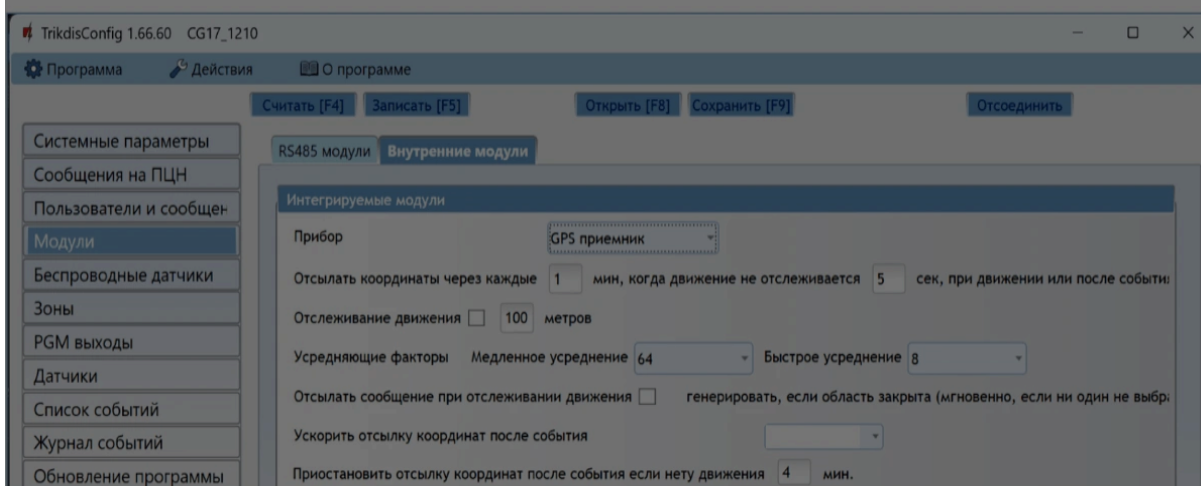 TrikdisConfig 1.66.60 CG17_1210
Программа Действия О программе
Считать [F4] Записать [F5] Открыть [F8] Сохранить [F9] Отсоединить
Системные параметры
Сообщения на ПЦН
Пользователи и сообщен
Модули
Беспроводные датчики
Зоны
PGM выходы
Датчики
Список событий
Журнал событий
Обновление программы
RS485 модули Внутренние модули
Интегрируемые модули
Прибор GPS приемник
Отсылать координаты через каждые 1 мин, когда движение не отслеживается 5 сек, при движении или после событи
Отслеживание движения 100 метров
Усредняющие факторы Медленное усреднение 64 Быстрое усреднение 8
Отсылать сообщение при отслеживании движения генерировать, если область закрыта (мгновенно, если ни один не выбр
Ускорить отсылку координат после события
Приостановить отсылку координат после события если нету движения 4 мин.